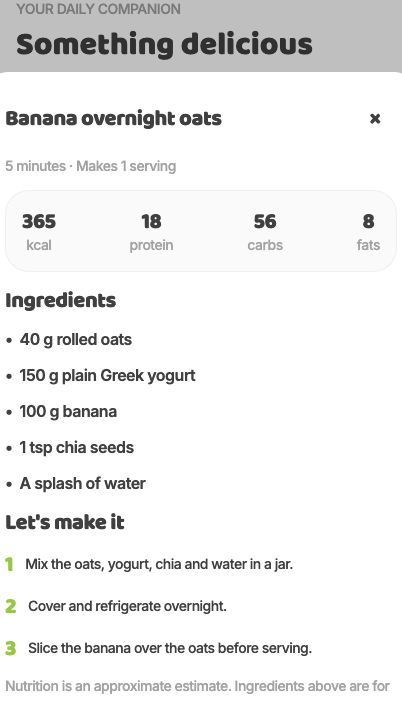 YOUR DAILY COMPANION
Something delicious
Banana overnight oats
×
5 minutes · Makes 1 serving
365 18 56 8
kcal protein carbs fats
Ingredients
• 40 g rolled oats
• 150 g plain Greek yogurt
• 100 g banana
• 1 tsp chia seeds
• A splash of water
Let's make it
1 Mix the oats, yogurt, chia and water in a jar.
2 Cover and refrigerate overnight.
3 Slice the banana over the oats before serving.
Nutrition is an approximate estimate. Ingredients above are for